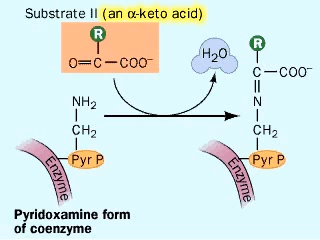 Substrate II (an α-keto acid)
R
O=C—COO⁻
H₂O
R
C—COO⁻
N
CH₂
Pyr P
Enzyme
NH₂
CH₂
Pyr P
Enzyme
Pyridoxamine form
of coenzyme